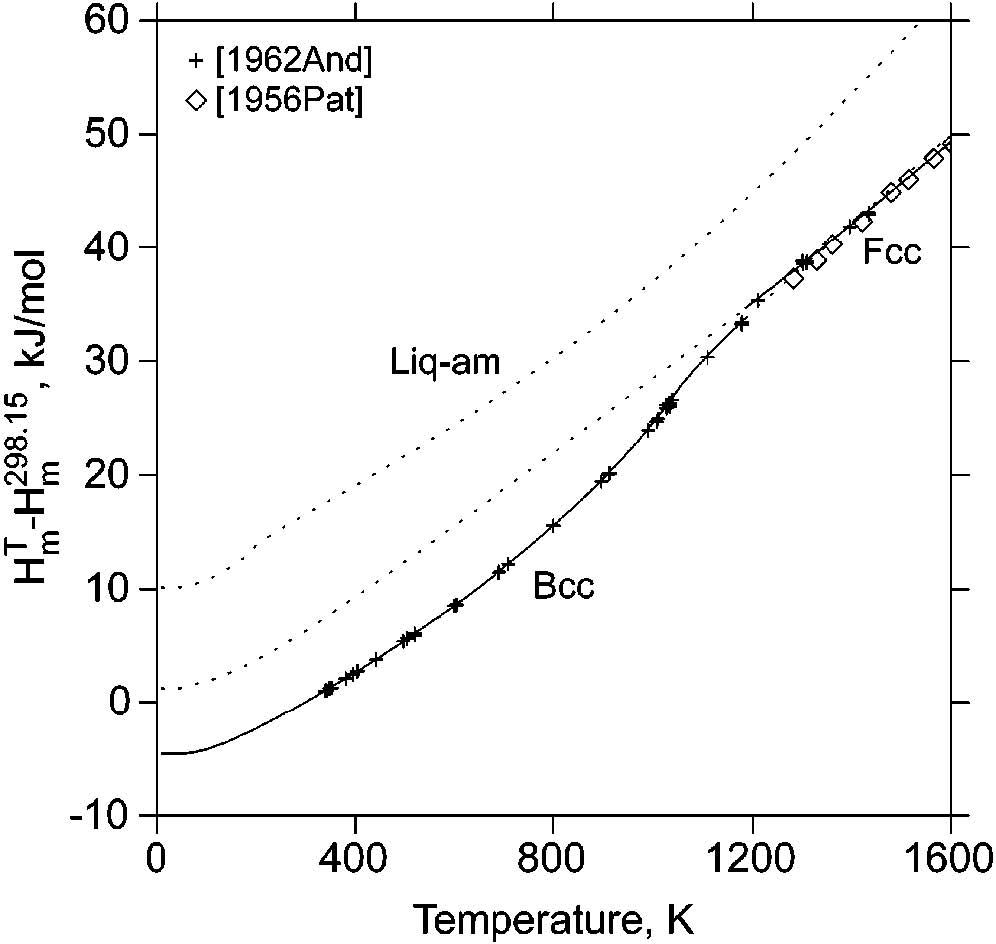 60
50
40
30
20
10
0
-10
[1962And]
[1956Pat]
Liq-am
Fcc
Bcc
H_m^T-H_m^298.15, kJ/mol
0 400 800 1200 1600
Temperature, K